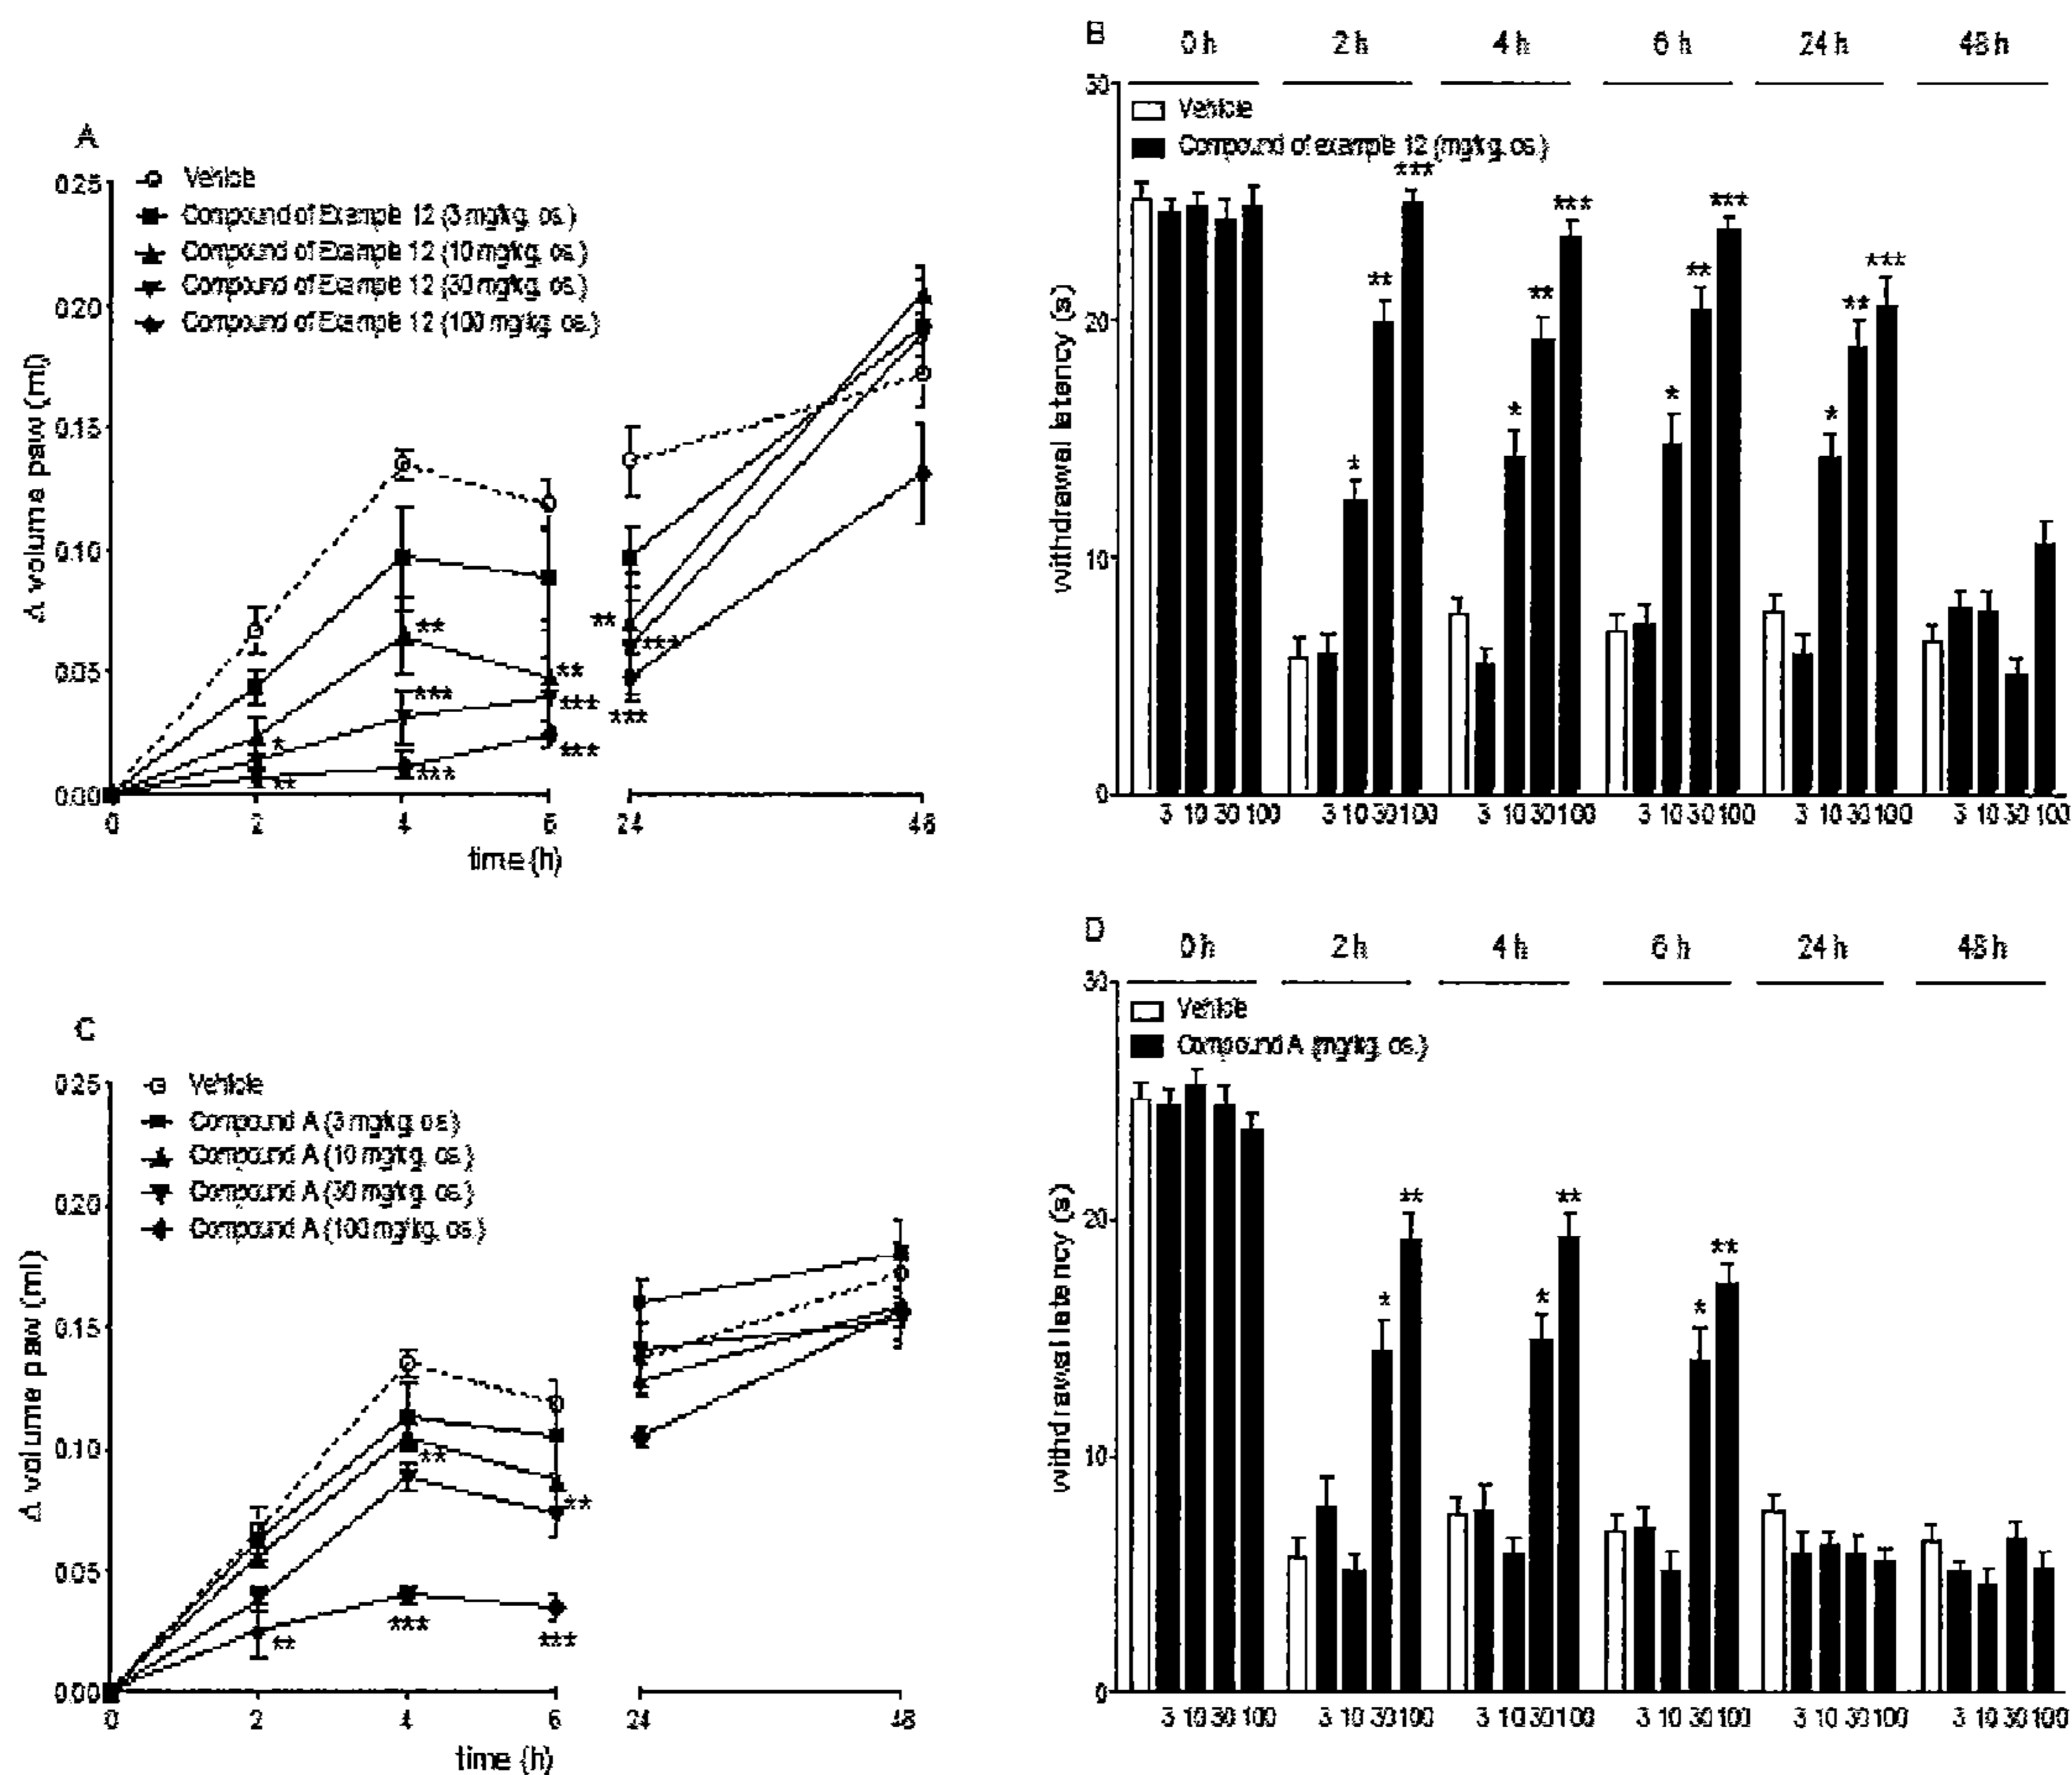 A
Vehicle
Compound of Example 12 (3 mg/kg, os.)
Compound of Example 12 (10 mg/kg, os.)
Compound of Example 12 (30 mg/kg, os.)
Compound of Example 12 (100 mg/kg, os.)
0.25
0.20
0.15
0.10
0.05
0.00
Δ volume paw (ml)
** *** ***
* **
** *** ***
** *** ***
0 2 4 6 24 48
time (h)
B
0 h 2 h 4 h 6 h 24 h 48 h
Vehicle
Compound of example 12 (mg/kg, os.)
30
20
10
0
withdrawal latency (s)
* ** ***
* ** ***
* ** ***
* ** ***
3 10 30 100 3 10 30 100 3 10 30 100 3 10 30 100 3 10 30 100 3 10 30 100
C
Vehicle
Compound A (3 mg/kg, os.)
Compound A (10 mg/kg, os.)
Compound A (30 mg/kg, os.)
Compound A (100 mg/kg, os.)
0.25
0.20
0.15
0.10
0.05
0.00
Δ volume paw (ml)
**
** ***
** ***
0 2 4 6 24 48
time (h)
D
0 h 2 h 4 h 6 h 24 h 48 h
Vehicle
Compound A (mg/kg, os.)
30
20
10
0
withdrawal latency (s)
* **
* **
* **
3 10 30 100 3 10 30 100 3 10 30 100 3 10 30 100 3 10 30 100 3 10 30 100